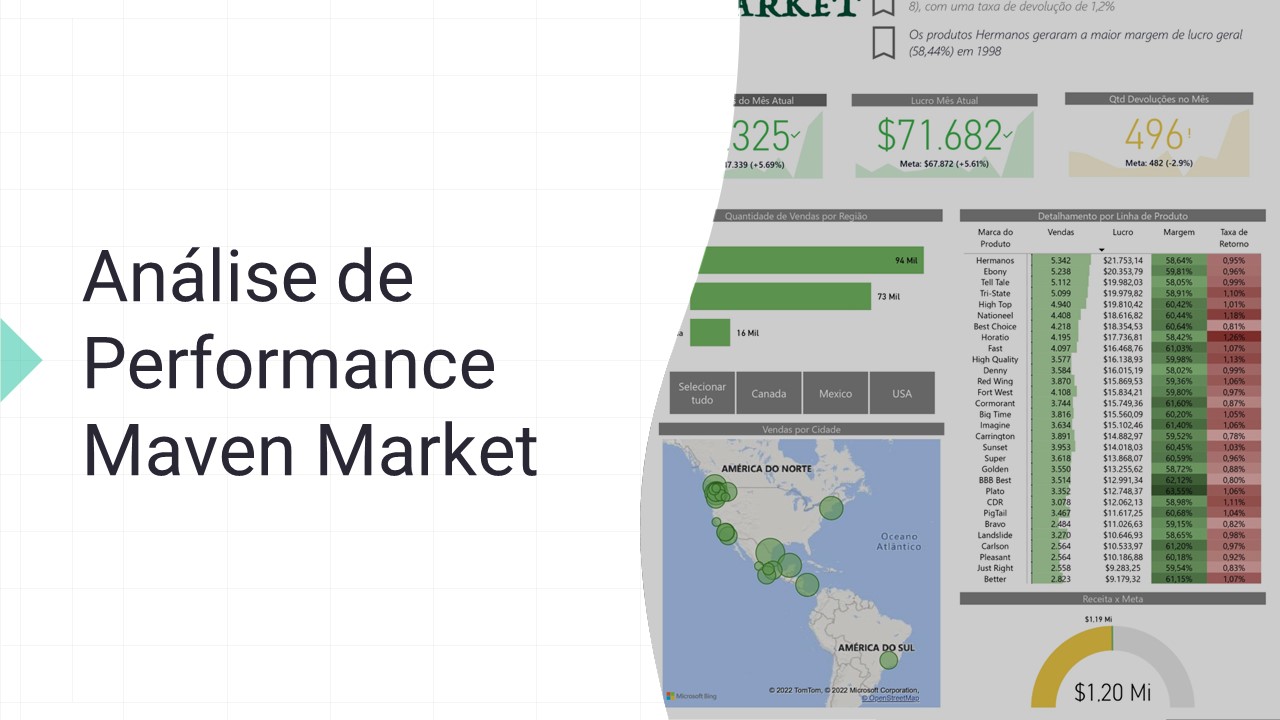 Análise de
Performance
Maven Market
ARKET
8), com uma taxa de devolução de 1,2%
Os produtos Hermanos geraram a maior margem de lucro geral
(58,44%) em 1998
do Mês Atual
.325
7.339 (+5.69%)
Lucro Mês Atual
$71.682
Meta: $67.872 (+5.61%)
Qtd Devoluções no Mês
496!
Meta: 482 (-2.9%)
Quantidade de Vendas por Região
94 Mil
73 Mil
16 Mil
Selecionar
tudo
Canada
Mexico
USA
Vendas por Cidade
AMÉRICA DO NORTE
Oceano
Atlântico
AMÉRICA DO SUL
Microsoft Bing
© 2022 TomTom, © 2022 Microsoft Corporation,
© OpenStreetMap
Detalhamento por Linha de Produto
Marca do Produto Vendas Lucro Margem Taxa de Retorno
Hermanos 5.342 $21.753,14 58,64% 0,95%
Ebony 5.238 $20.353,79 59,81% 0,96%
Tell Tale 5.112 $19.982,03 58,05% 0,99%
Tri-State 5.099 $19.979,82 58,91% 1,10%
High Top 4.940 $19.810,42 60,42% 1,01%
Nationeel 4.408 $18.616,82 60,44% 1,18%
Best Choice 4.218 $18.354,53 60,64% 0,81%
Horatio 4.195 $17.736,81 58,42% 1,26%
Fast 4.097 $16.468,76 61,03% 1,07%
High Quality 3.577 $16.138,93 59,98% 1,13%
Denny 3.584 $16.015,19 58,02% 0,99%
Red Wing 3.870 $15.869,53 59,36% 1,06%
Fort West 4.108 $15.834,21 59,80% 0,97%
Cormorant 3.744 $15.749,36 61,60% 0,87%
Big Time 3.816 $15.560,09 60,20% 1,05%
Imagine 3.634 $15.102,46 61,40% 1,06%
Carrington 3.891 $14.882,97 59,52% 0,78%
Sunset 3.953 $14.018,03 60,45% 1,03%
Super 3.618 $13.868,07 60,59% 0,96%
Golden 3.550 $13.255,62 58,72% 0,88%
BBB Best 3.514 $12.991,34 62,12% 0,80%
Plato 3.352 $12.748,37 63,55% 1,06%
CDR 3.078 $12.062,13 58,98% 1,11%
PigTail 3.467 $11.617,25 60,68% 1,04%
Bravo 2.484 $11.026,63 59,15% 0,82%
Landslide 3.270 $10.646,93 58,65% 0,98%
Carlson 2.564 $10.533,97 61,20% 0,97%
Pleasant 2.564 $10.186,88 60,18% 0,92%
Just Right 2.558 $9.283,25 59,54% 0,83%
Better 2.823 $9.179,32 61,15% 1,07%
Receita x Meta
$1,19 Mi
$1.20 Mi